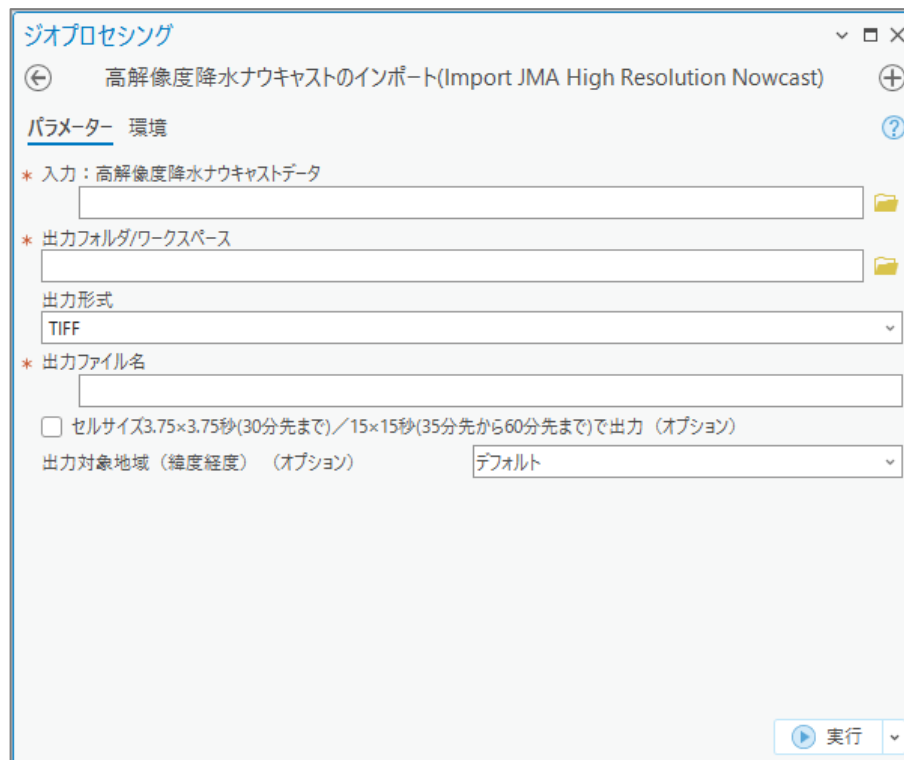 ジオプロセシング
高解像度降水ナウキャストのインポート(Import JMA High Resolution Nowcast)
パラメーター 環境
* 入力：高解像度降水ナウキャストデータ
* 出力フォルダ/ワークスペース
出力形式
TIFF
* 出力ファイル名
セルサイズ3.75×3.75秒(30分先まで)／15×15秒(35分先から60分先まで)で出力（オプション）
出力対象地域（緯度経度）（オプション） デフォルト
実行